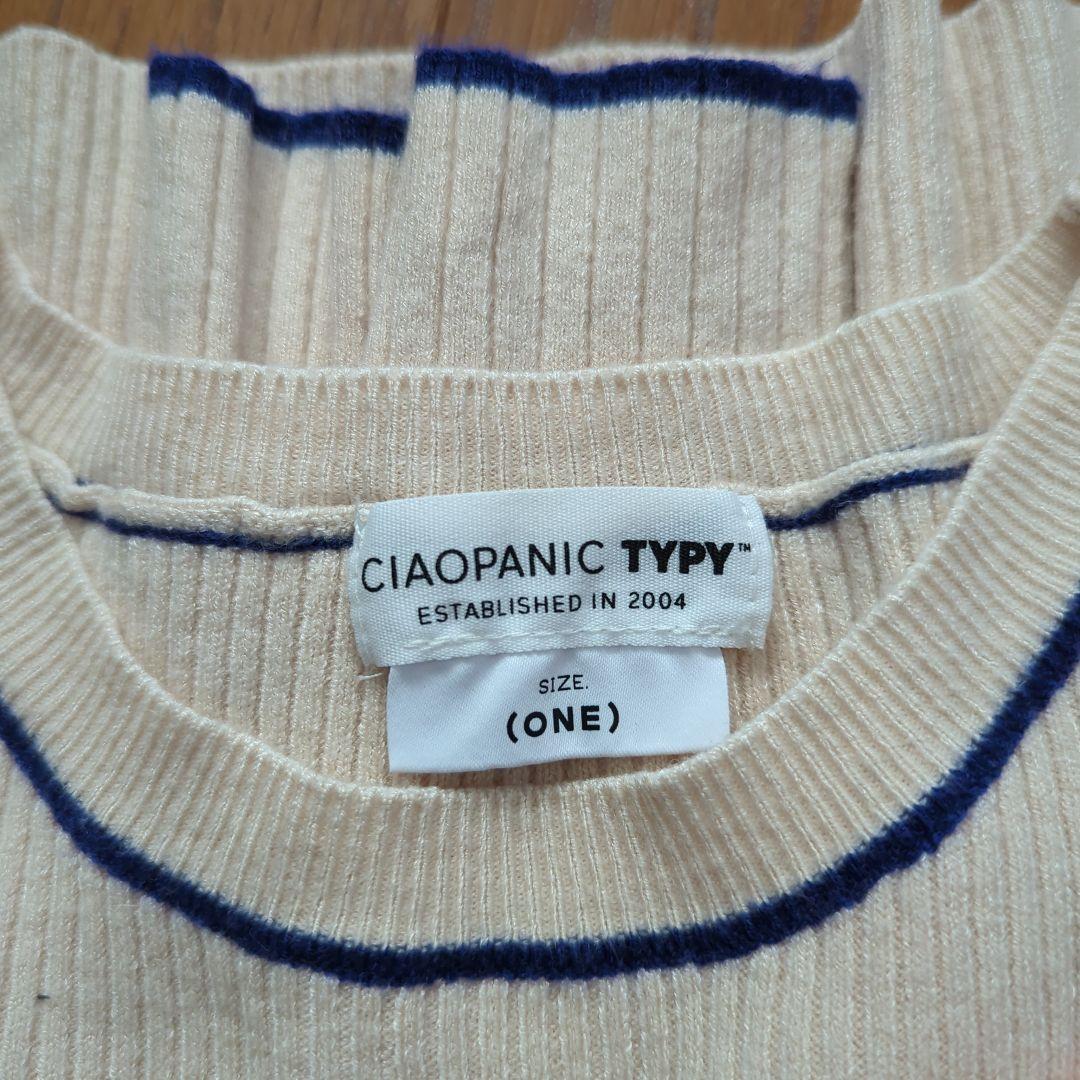 CIAOPANIC TYPY™
ESTABLISHED IN 2004
SIZE.
(ONE)